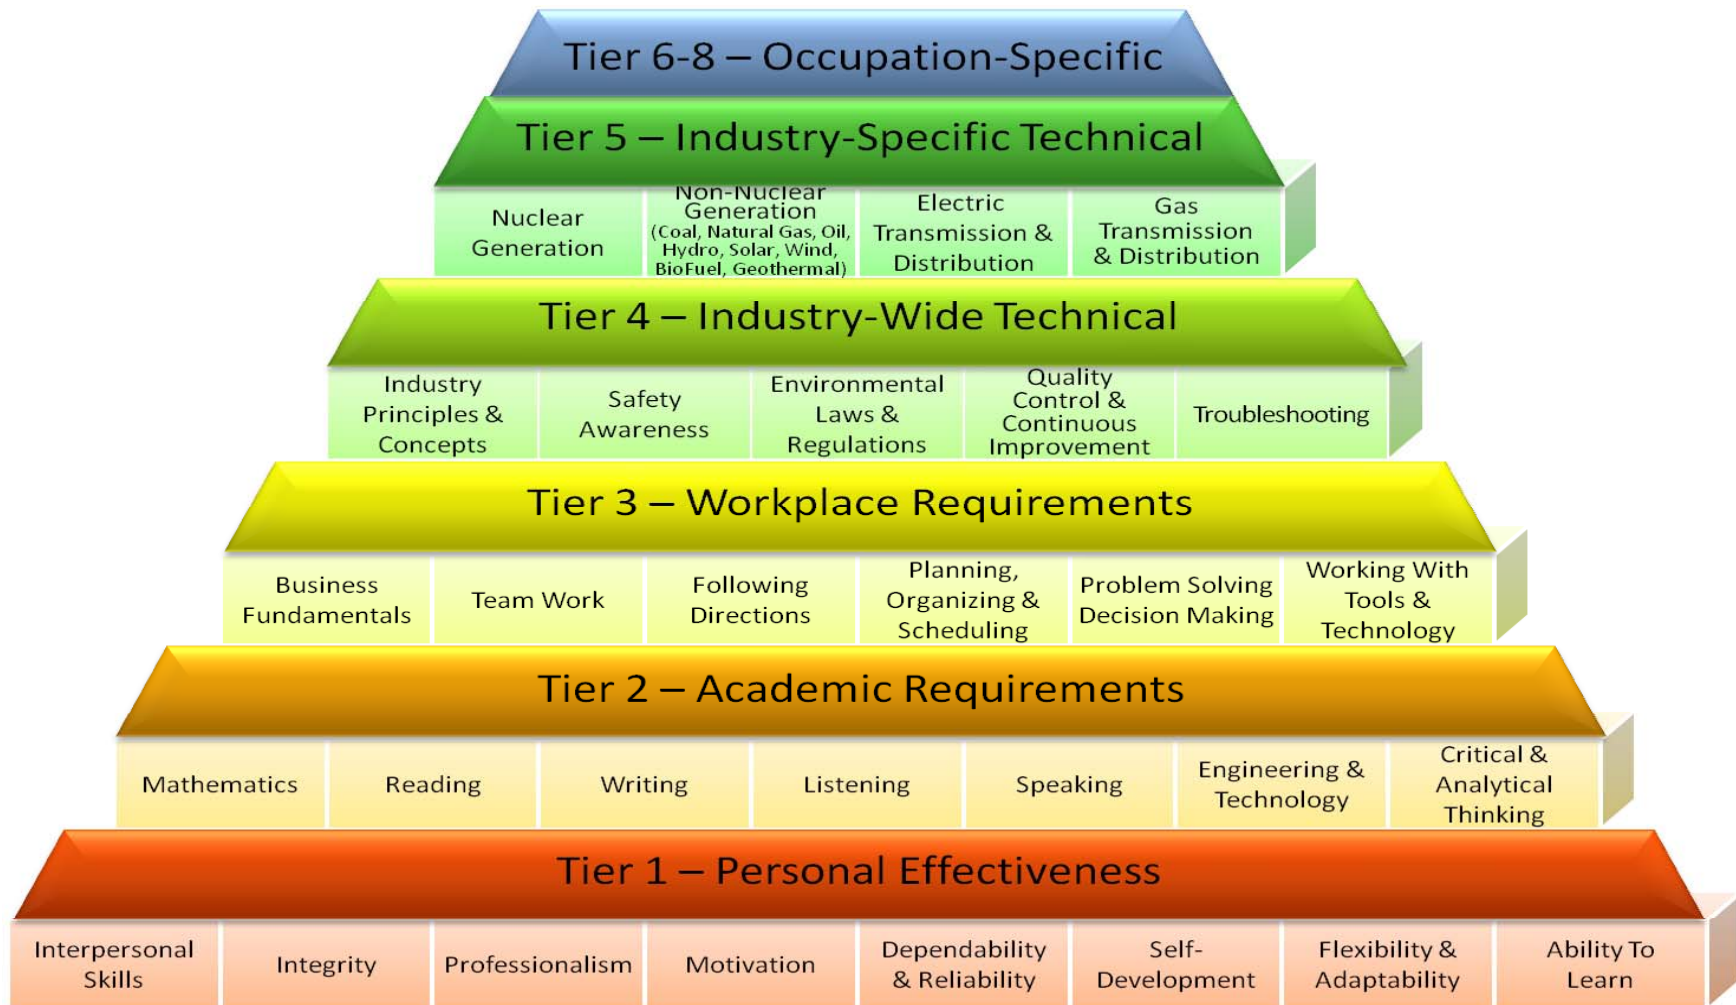 Tier 6-8 – Occupation-Specific
Tier 5 – Industry-Specific Technical
Nuclear
Generation
Non-Nuclear
Generation
(Coal, Natural Gas, Oil,
Hydro, Solar, Wind,
BioFuel, Geothermal)
Electric
Transmission &
Distribution
Gas
Transmission
& Distribution
Tier 4 – Industry-Wide Technical
Industry
Principles &
Concepts
Safety
Awareness
Environmental
Laws &
Regulations
Quality
Control &
Continuous
Improvement
Troubleshooting
Tier 3 – Workplace Requirements
Business
Fundamentals
Team Work
Following
Directions
Planning,
Organizing &
Scheduling
Problem Solving
Decision Making
Working With
Tools &
Technology
Tier 2 – Academic Requirements
Mathematics
Reading
Writing
Listening
Speaking
Engineering &
Technology
Critical &
Analytical
Thinking
Tier 1 – Personal Effectiveness
Interpersonal
Skills
Integrity
Professionalism
Motivation
Dependability
& Reliability
Self-
Development
Flexibility &
Adaptability
Ability To
Learn